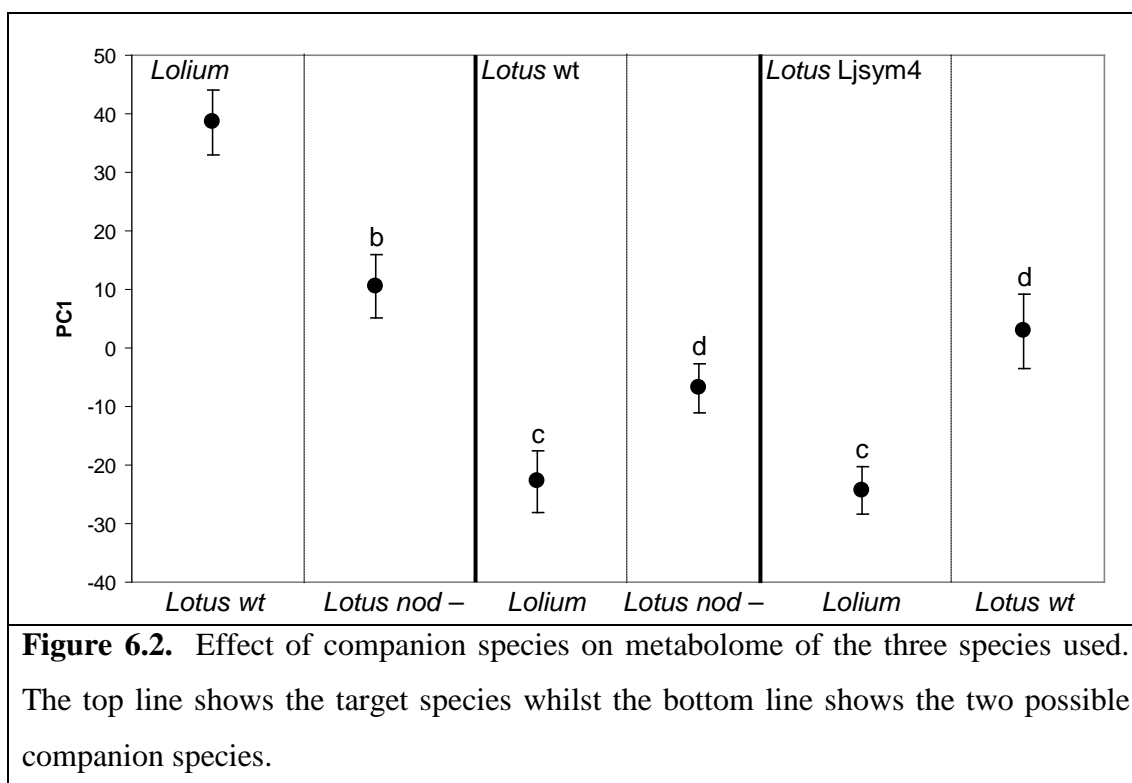 50
Lolium
Lotus wt
Lotus Ljsym4
40
30
20
b
10
d
0
d
PC1
-10
c
c
-20
-30
-40
Lotus wt
Lotus nod –
Lolium
Lotus nod –
Lolium
Lotus wt
Figure 6.2. Effect of companion species on metabolome of the three species used.
The top line shows the target species whilst the bottom line shows the two possible
companion species.